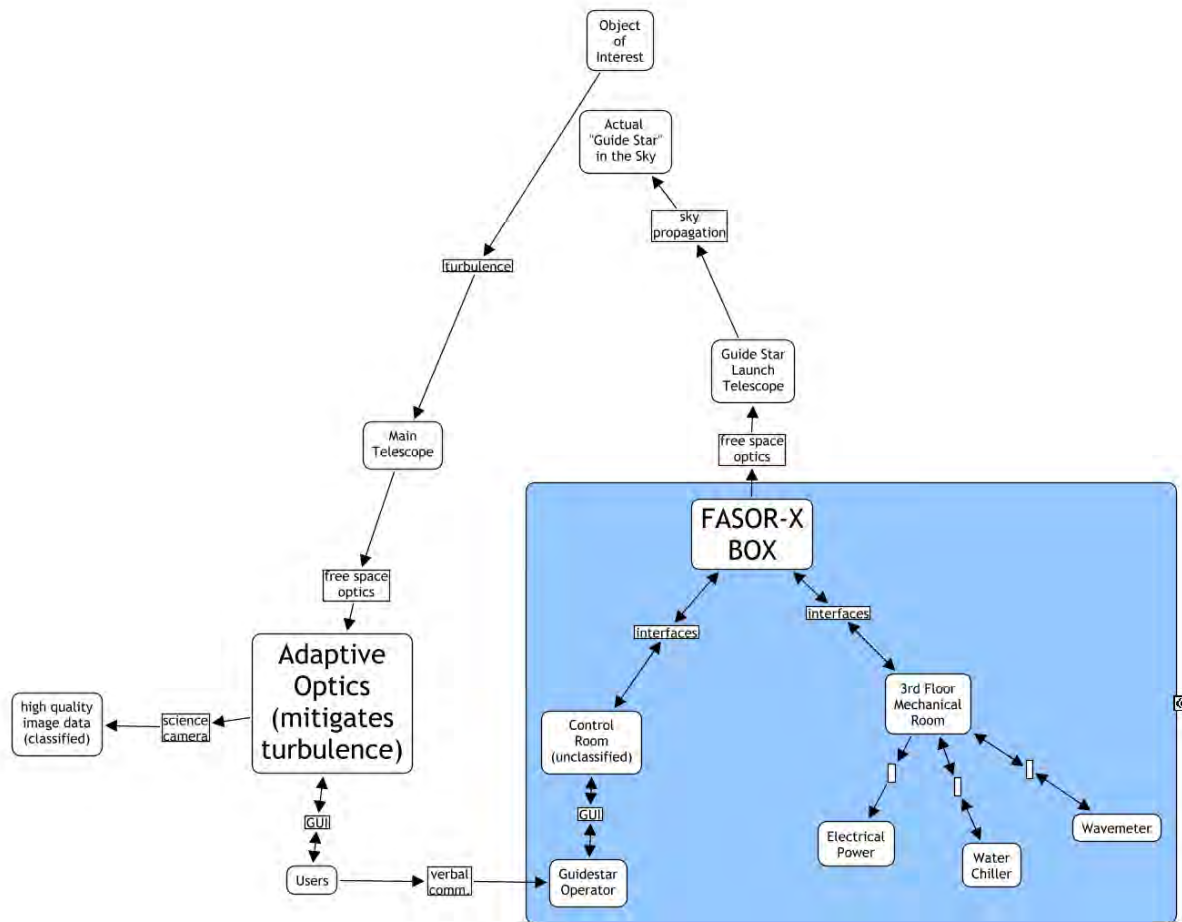 Object
of
Interest
Actual
"Guide Star"
in the Sky
sky
propagation
turbulence
Guide Star
Launch
Telescope
Main
Telescope
free space
optics
FASOR-X
BOX
free space
optics
interfaces
interfaces
Adaptive
Optics
(mitigates
turbulence)
high quality
image data
(classified)
science
camera
Control
Room
(unclassified)
3rd Floor
Mechanical
Room
GUI
GUI
Electrical
Power
Water
Chiller
Wavemeter
Users
verbal
comm.
Guidestar
Operator